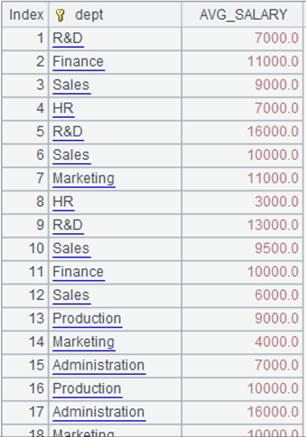 Index dept AVG_SALARY
1 R&D 7000.0
2 Finance 11000.0
3 Sales 9000.0
4 HR 7000.0
5 R&D 16000.0
6 Sales 10000.0
7 Marketing 11000.0
8 HR 3000.0
9 R&D 13000.0
10 Sales 9500.0
11 Finance 10000.0
12 Sales 6000.0
13 Production 9000.0
14 Marketing 4000.0
15 Administration 7000.0
16 Production 10000.0
17 Administration 16000.0
18 Marketing 10000.0